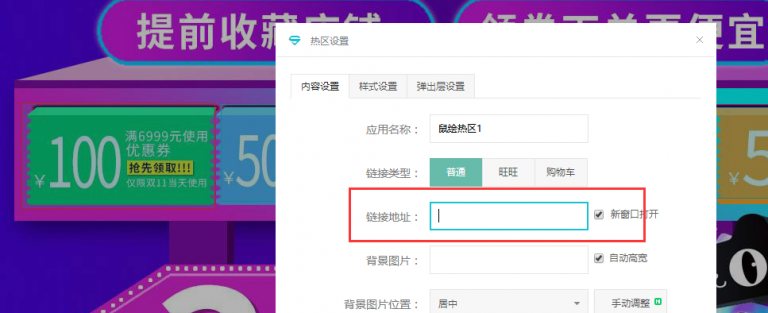 提前收藏店铺
领券下单更便宜
热区设置
×
内容设置 样式设置 弹出层设置
应用名称： 鼠绘热区1
链接类型： 普通 旺旺 购物车
链接地址： 新窗口打开
背景图片： 自动高宽
背景图片位置： 居中 手动调整
¥100
满6999元使用
优惠券
抢先领取!!!
仅限双11当天使用
¥50
¥5